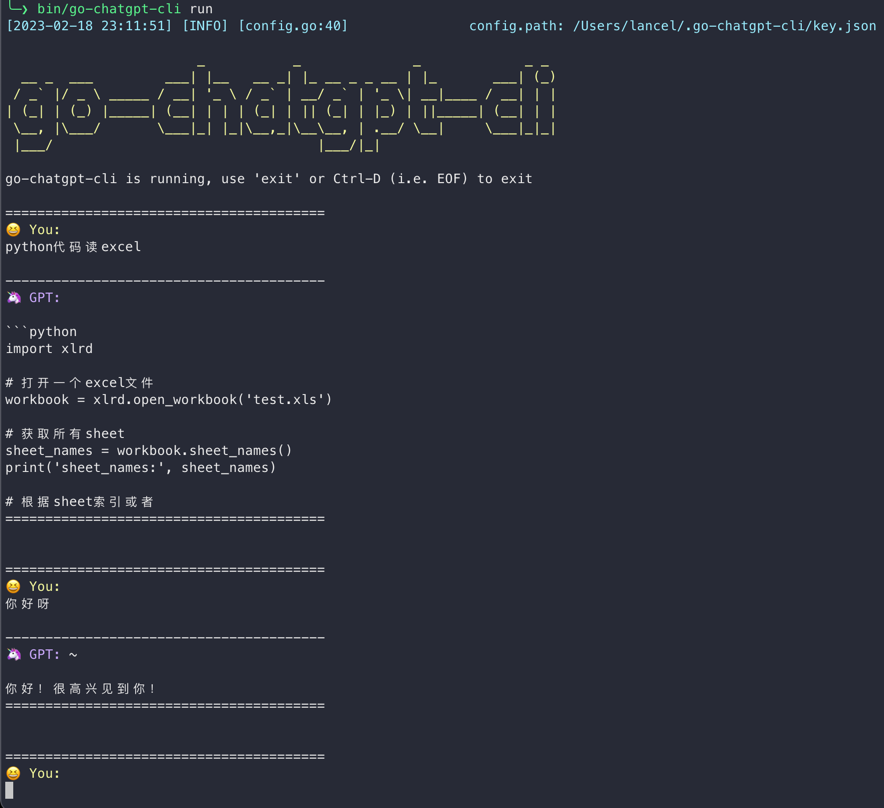 ╰─❯ bin/go-chatgpt-cli run
[2023-02-18 23:11:51] [INFO] [config.go:40] config.path: /Users/lancel/.go-chatgpt-cli/key.json
go-chatgpt-cli
go-chatgpt-cli is running, use 'exit' or Ctrl-D (i.e. EOF) to exit
========================================
😆 You:
python代码读excel
----------------------------------------
🦄 GPT:
```python
import xlrd
# 打开一个excel文件
workbook = xlrd.open_workbook('test.xls')
# 获取所有sheet
sheet_names = workbook.sheet_names()
print('sheet_names:', sheet_names)
# 根据sheet索引或者
========================================
========================================
😆 You:
你好呀
----------------------------------------
🦄 GPT: ~
你好！很高兴见到你！
========================================
========================================
😆 You: